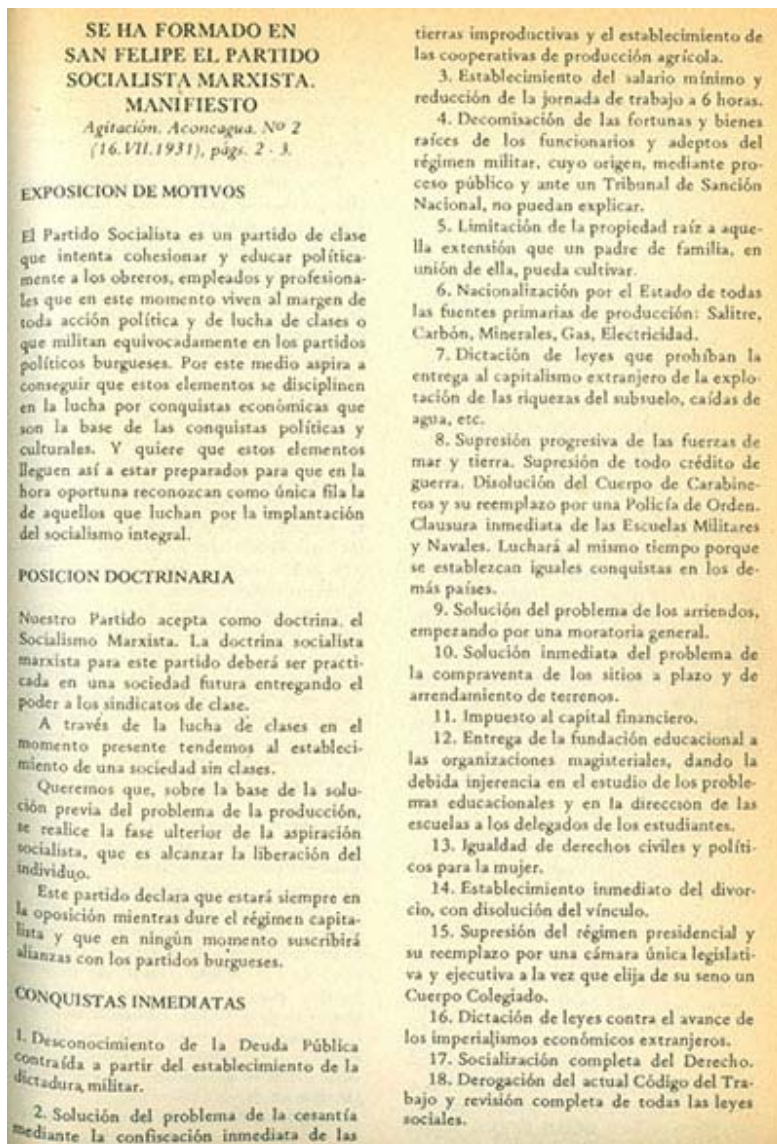 SE HA FORMADO EN
SAN FELIPE EL PARTIDO
SOCIALISTA MARXISTA.
MANIFIESTO
Agitación. Aconcagua. Nº 2
(16.VII.1931), págs. 2 - 3.
EXPOSICION DE MOTIVOS
El Partido Socialista es un partido de clase
que intenta cohesionar y educar política-
mente a los obreros, empleados y profesiona-
les que en este momento viven al margen de
toda acción política y de lucha de clases o
que militan equivocadamente en los partidos
políticos burgueses. Por este medio aspira a
conseguir que estos elementos se disciplinen
en la lucha por conquistas económicas que
son la base de las conquistas políticas y
culturales. Y quiere que estos elementos
lleguen así a estar preparados para que en la
hora oportuna reconozcan como única fila la
de aquellos que luchan por la implantación
del socialismo integral.
POSICION DOCTRINARIA
Nuestro Partido acepta como doctrina, el
Socialismo Marxista. La doctrina socialista
marxista para este partido deberá ser practi-
cada en una sociedad futura entregando el
poder a los sindicatos de clase.
A través de la lucha de clases en el
momento presente tendemos al estableci-
miento de una sociedad sin clases.
Queremos que, sobre la base de la solu-
ción previa del problema de la producción,
se realice la fase ulterior de la aspiración
socialista, que es alcanzar la liberación del
individuo.
Este partido declara que estará siempre en
la oposición mientras dure el régimen capita-
lista y que en ningún momento suscribirá
alianzas con los partidos burgueses.
CONQUISTAS INMEDIATAS
1. Desconocimiento de la Deuda Pública
contraída a partir del establecimiento de la
dictadura militar.
2. Solución del problema de la cesantía
mediante la confiscación inmediata de las
tierras improductivas y el establecimiento de
las cooperativas de producción agrícola.
3. Establecimiento del salario mínimo y
reducción de la jornada de trabajo a 6 horas.
4. Decomisación de las fortunas y bienes
raíces de los funcionarios y adeptos del
régimen militar, cuyo origen, mediante pro-
ceso público y ante un Tribunal de Sanción
Nacional, no puedan explicar.
5. Limitación de la propiedad raíz a aque-
lla extensión que un padre de familia, en
unión de ella, pueda cultivar.
6. Nacionalización por el Estado de todas
las fuentes primarias de producción: Salitre,
Carbón, Minerales, Gas, Electricidad.
7. Dictación de leyes que prohíban la
entrega al capitalismo extranjero de la explo-
tación de las riquezas del subsuelo, caídas de
agua, etc.
8. Supresión progresiva de las fuerzas de
mar y tierra. Supresión de todo crédito de
guerra. Disolución del Cuerpo de Carabine-
ros y su reemplazo por una Policía de Orden.
Clausura inmediata de las Escuelas Militares
y Navales. Luchará al mismo tiempo porque
se establezcan iguales conquistas en los de-
más países.
9. Solución del problema de los arriendos,
empezando por una moratoria general.
10. Solución inmediata del problema de
la compraventa de los sitios a plazo y de
arrendamiento de terrenos.
11. Impuesto al capital financiero.
12. Entrega de la fundación educacional a
las organizaciones magisteriales, dando la
debida injerencia en el estudio de los proble-
mas educacionales y en la dirección de las
escuelas a los delegados de los estudiantes.
13. Igualdad de derechos civiles y políti-
cos para la mujer.
14. Establecimiento inmediato del divor-
cio, con disolución del vínculo.
15. Supresión del régimen presidencial y
su reemplazo por una cámara única legislati-
va y ejecutiva a la vez que elija de su seno un
Cuerpo Colegiado.
16. Dictación de leyes contra el avance de
los imperialismos económicos extranjeros.
17. Socialización completa del Derecho.
18. Derogación del actual Código del Tra-
bajo y revisión completa de todas las leyes
sociales.